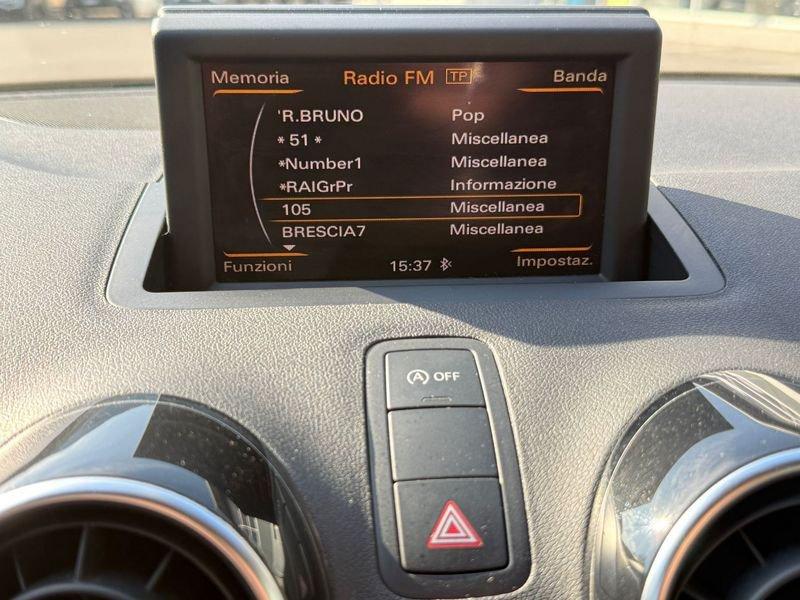 Memoria Radio FM TP Banda
'R.BRUNO Pop
* 51 * Miscellanea
*Number1 Miscellanea
*RAIGrPr Informazione
105 Miscellanea
BRESCIA7 Miscellanea
Funzioni 15:37 Impostaz.
A OFF